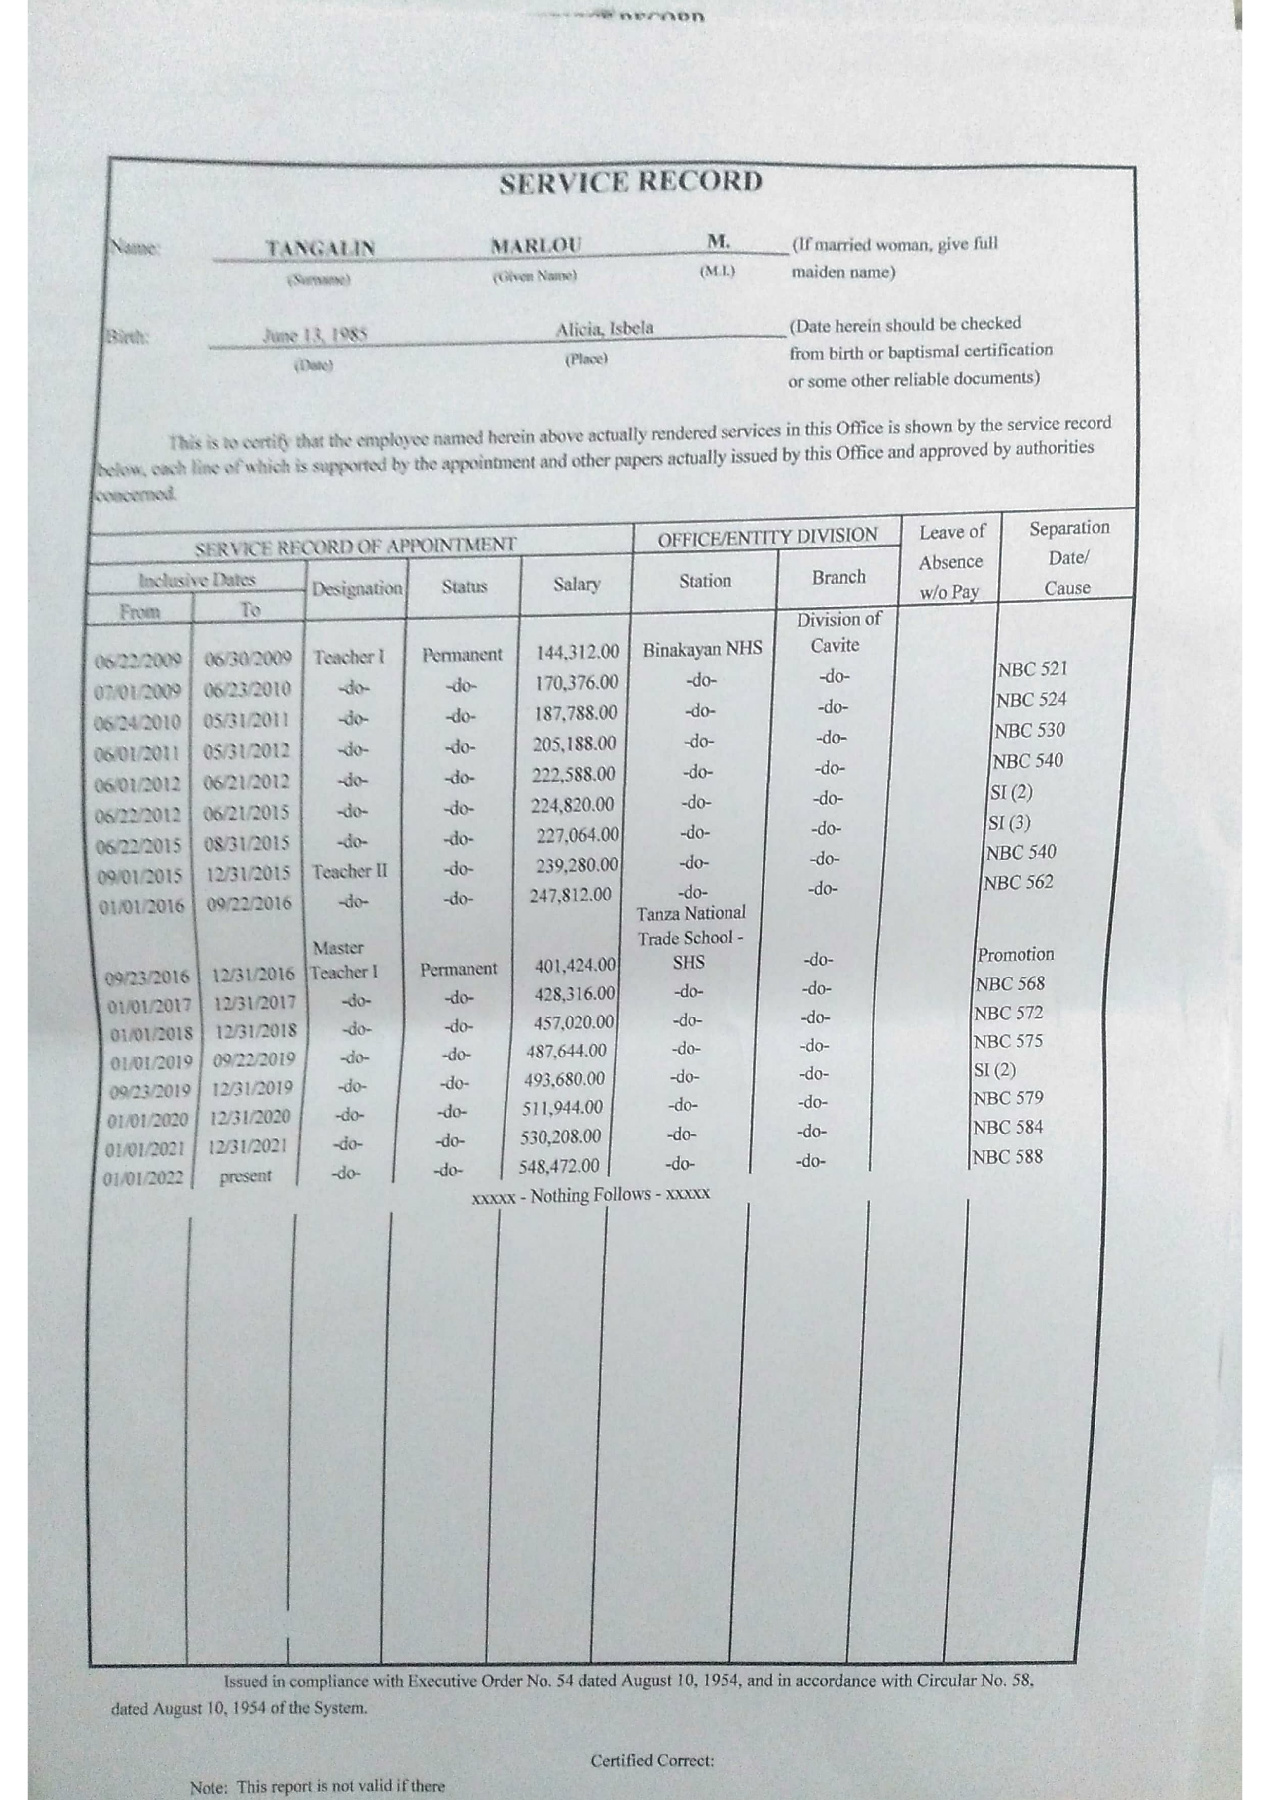 RECORD
SERVICE RECORD
Name: TANGALIN MARLOU M. (If married woman, give full
(Surname) (Given Name) (M.I.) maiden name)
Birth: June 13, 1985 Alicia, Isbela (Date herein should be checked
(Date) (Place) from birth or baptismal certification
or some other reliable documents)
This is to certify that the employee named herein above actually rendered services in this Office is shown by the service record
below, each line of which is supported by the appointment and other papers actually issued by this Office and approved by authorities
concerned.
SERVICE RECORD OF APPOINTMENT OFFICE/ENTITY DIVISION Leave of Separation
Absence Date/
Inclusive Dates Designation Status Salary Station Branch w/o Pay Cause
From To
Division of
06/22/2009 06/30/2009 Teacher I Permanent 144,312.00 Binakayan NHS Cavite
07/01/2009 06/23/2010 -do- -do- 170,376.00 -do- -do- NBC 521
06/24/2010 05/31/2011 -do- -do- 187,788.00 -do- -do- NBC 524
06/01/2011 05/31/2012 -do- -do- 205,188.00 -do- -do- NBC 530
06/01/2012 06/21/2012 -do- -do- 222,588.00 -do- -do- NBC 540
06/22/2012 06/21/2015 -do- -do- 224,820.00 -do- -do- SI (2)
06/22/2015 08/31/2015 -do- -do- 227,064.00 -do- -do- SI (3)
09/01/2015 12/31/2015 Teacher II -do- 239,280.00 -do- -do- NBC 540
01/01/2016 09/22/2016 -do- -do- 247,812.00 -do- -do- NBC 562
Tanza National
Master Trade School -
09/23/2016 12/31/2016 Teacher I Permanent 401,424.00 SHS -do- Promotion
01/01/2017 12/31/2017 -do- -do- 428,316.00 -do- -do- NBC 568
01/01/2018 12/31/2018 -do- -do- 457,020.00 -do- -do- NBC 572
01/01/2019 09/22/2019 -do- -do- 487,644.00 -do- -do- NBC 575
09/23/2019 12/31/2019 -do- -do- 493,680.00 -do- -do- SI (2)
01/01/2020 12/31/2020 -do- -do- 511,944.00 -do- -do- NBC 579
01/01/2021 12/31/2021 -do- -do- 530,208.00 -do- -do- NBC 584
01/01/2022 present -do- -do- 548,472.00 -do- -do- NBC 588
xxxxx - Nothing Follows - xxxxx
Issued in compliance with Executive Order No. 54 dated August 10, 1954, and in accordance with Circular No. 58,
dated August 10, 1954 of the System.
Certified Correct:
Note: This report is not valid if there